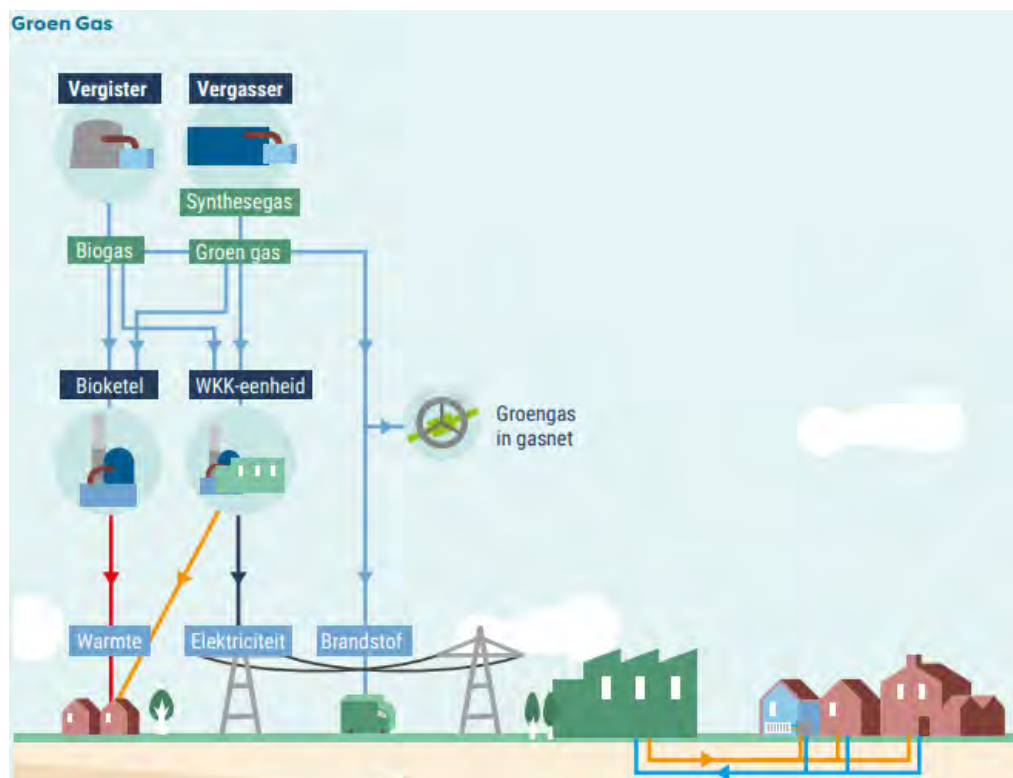 Groen Gas
Vergister
Vergasser
Synthesegas
Biogas
Groen gas
Bioketel
WKK-eenheid
Groengas
in gasnet
Warmte
Elektriciteit
Brandstof